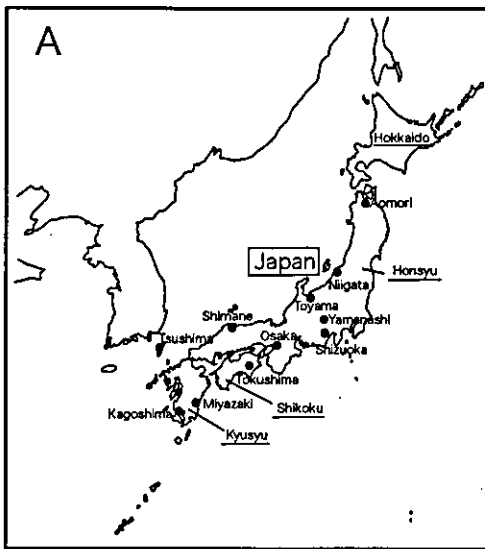 A
Hokkaido
Aomori
Japan
Honsyu
Niigata
Toyama
Shimane
Yamanashi
Osaka
Tsushima
Shizuoka
Tokushima
Miyazaki
Shikoku
Kagoshima
Kyusyu